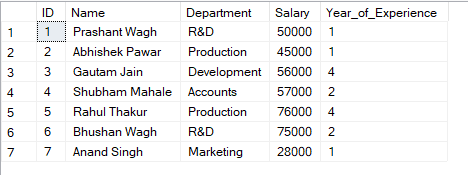 ID Name Department Salary Year_of_Experience
1 1 Prashant Wagh R&D 50000 1
2 2 Abhishek Pawar Production 45000 1
3 3 Gautam Jain Development 56000 4
4 4 Shubham Mahale Accounts 57000 2
5 5 Rahul Thakur Production 76000 4
6 6 Bhushan Wagh R&D 75000 2
7 7 Anand Singh Marketing 28000 1